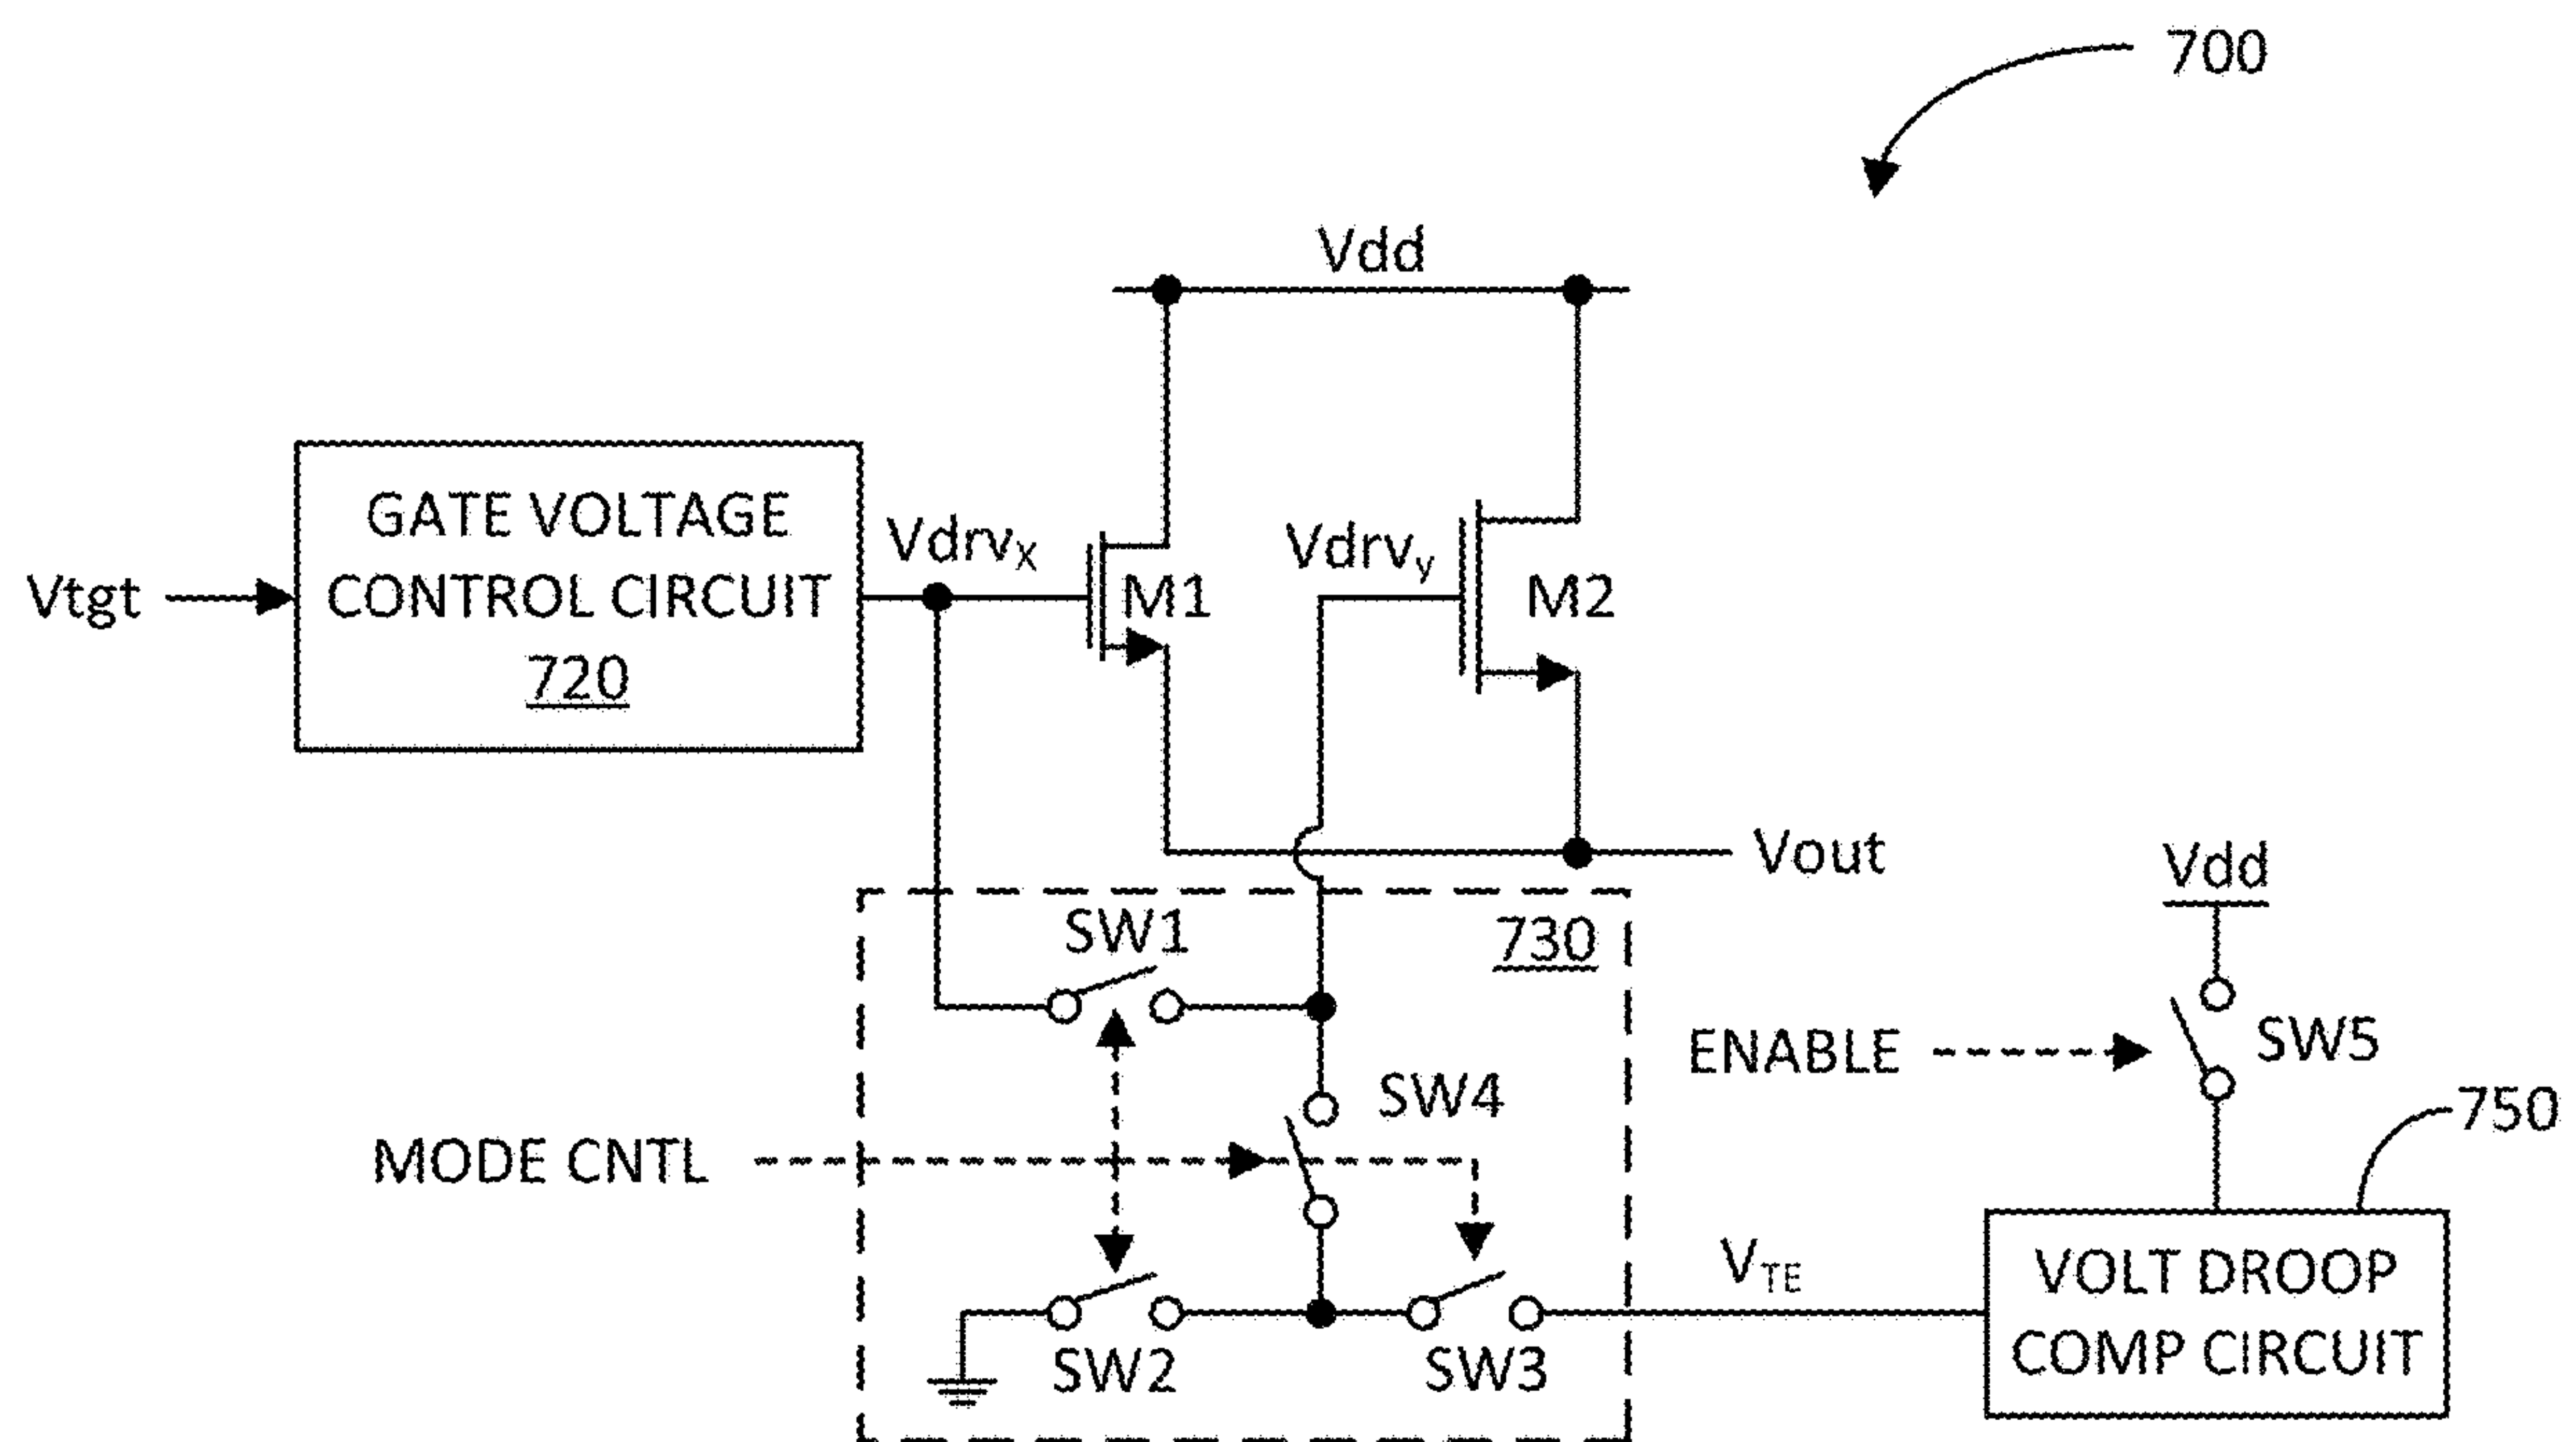 700
Vdd
GATE VOLTAGE
CONTROL CIRCUIT
720
Vtgt
VdrvX
M1
Vdrvy
M2
Vout
730
SW1
SW4
MODE CNTL
SW2
SW3
Vdd
ENABLE
SW5
750
VTE
VOLT DROOP
COMP CIRCUIT